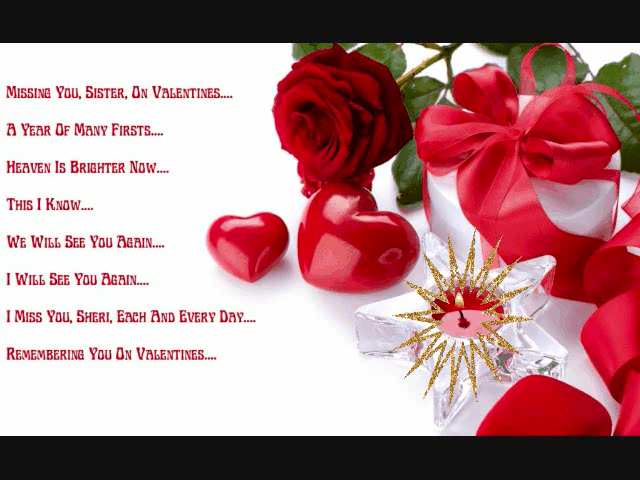 Missing You, Sister, On Valentines....
A Year Of Many Firsts....
Heaven Is Brighter Now....
This I Know....
We Will See You Again....
I Will See You Again....
I Miss You, Sheri, Each And Every Day....
Remembering You On Valentines....